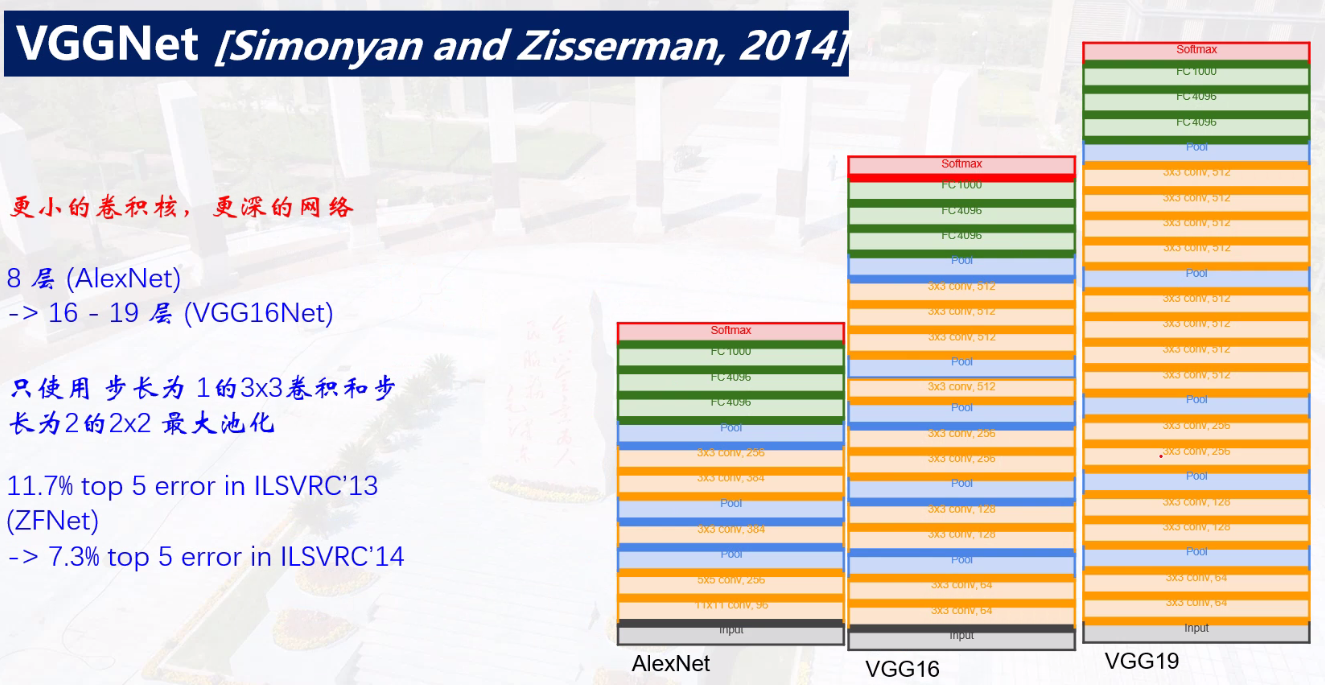 VGGNet [Simonyan and Zisserman, 2014]
更小的卷积核，更深的网络
8 层 (AlexNet)
-> 16 - 19 层 (VGG16Net)
只使用 步长为 1的3x3卷积和步
长为2的2x2 最大池化
11.7% top 5 error in ILSVRC'13
(ZFNet)
-> 7.3% top 5 error in ILSVRC'14
Softmax
FC 1000
FC 4096
FC 4096
Pool
3x3 conv, 256
3x3 conv, 384
Pool
3x3 conv, 384
Pool
5x5 conv, 256
11x11 conv, 96
Input
AlexNet
Softmax
FC 1000
FC 4096
FC 4096
Pool
3x3 conv, 512
3x3 conv, 512
3x3 conv, 512
Pool
3x3 conv, 512
Pool
3x3 conv, 256
3x3 conv, 256
Pool
3x3 conv, 128
3x3 conv, 128
Pool
3x3 conv, 64
3x3 conv, 64
Input
VGG16
Softmax
FC 1000
FC 4096
FC 4096
Pool
3x3 conv, 512
3x3 conv, 512
3x3 conv, 512
3x3 conv, 512
Pool
3x3 conv, 512
3x3 conv, 512
3x3 conv, 512
3x3 conv, 512
Pool
3x3 conv, 256
3x3 conv, 256
Pool
3x3 conv, 128
3x3 conv, 128
Pool
3x3 conv, 64
3x3 conv, 64
Input
VGG19